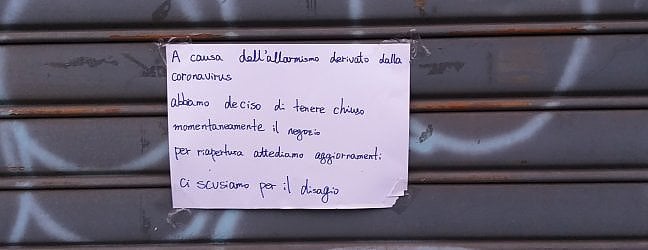 A causa dell'allarmismo derivato dalla
coronavirus
abbamo deciso di tenere chiuso
momentaneamente il negozio
per riapertura attediamo aggiornamenti
Ci scusiamo per il disagio